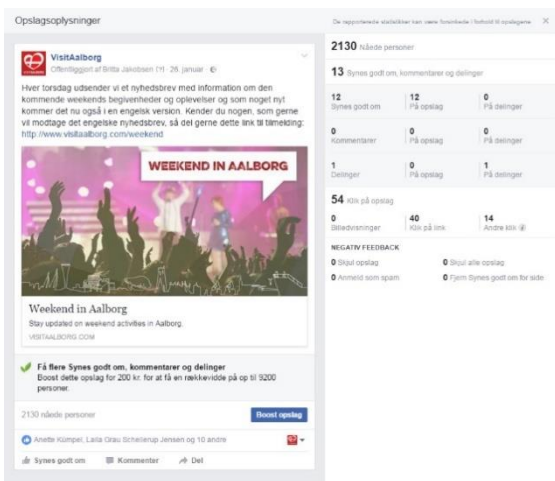 Opslagsoplysninger
De rapporterede statistikker kan være forsinkede i forhold til opslagene
VisitAalborg
Offentliggjort af Britta Jakobsen [?] · 26. januar ·
Hver torsdag udsender vi et nyhedsbrev med information om den
kommende weekends begivenheder og oplevelser og som noget nyt
kommer det nu også i en engelsk version. Kender du nogen, som gerne
vil modtage det engelske nyhedsbrev, så del gerne dette link til tilmelding:
http://www.visitaalborg.com/weekend
WEEKEND IN AALBORG
Weekend in Aalborg
Stay updated on weekend activities in Aalborg.
VISITAALBORG.COM
Få flere Synes godt om, kommentarer og delinger
Boost dette opslag for 200 kr. for at få en rækkevidde på op til 9200
personer.
2130 nåede personer
Boost opslag
Anette Kümpel, Laila Grau Schellerup Jensen og 10 andre
Synes godt om Kommenter Del
2130 Nåede personer
13 Synes godt om, kommentarer og delinger
12 12 0
Synes godt om På opslag På delinger
0 0 0
Kommentarer På opslag På delinger
1 0 1
Delinger På opslag På delinger
54 Klik på opslag
0 40 14
Billedvisninger Klik på link Andre klik
NEGATIV FEEDBACK
0 Skjul opslag 0 Skjul alle opslag
0 Anmeld som spam 0 Fjern Synes godt om for side